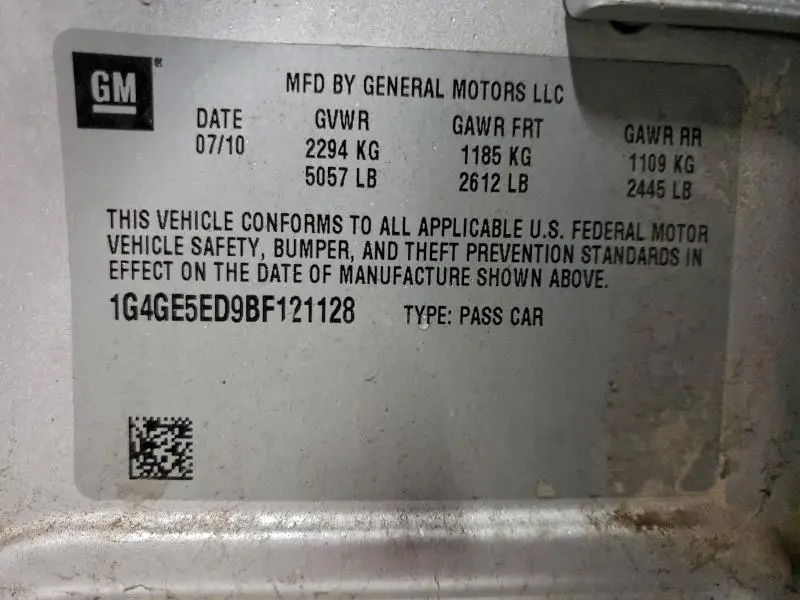 GM®
MFD BY GENERAL MOTORS LLC
DATE GVWR GAWR FRT GAWR RR
07/10 2294 KG 1185 KG 1109 KG
5057 LB 2612 LB 2445 LB
THIS VEHICLE CONFORMS TO ALL APPLICABLE U.S. FEDERAL MOTOR
VEHICLE SAFETY, BUMPER, AND THEFT PREVENTION STANDARDS IN
EFFECT ON THE DATE OF MANUFACTURE SHOWN ABOVE.
1G4GE5ED9BF121128 TYPE: PASS CAR